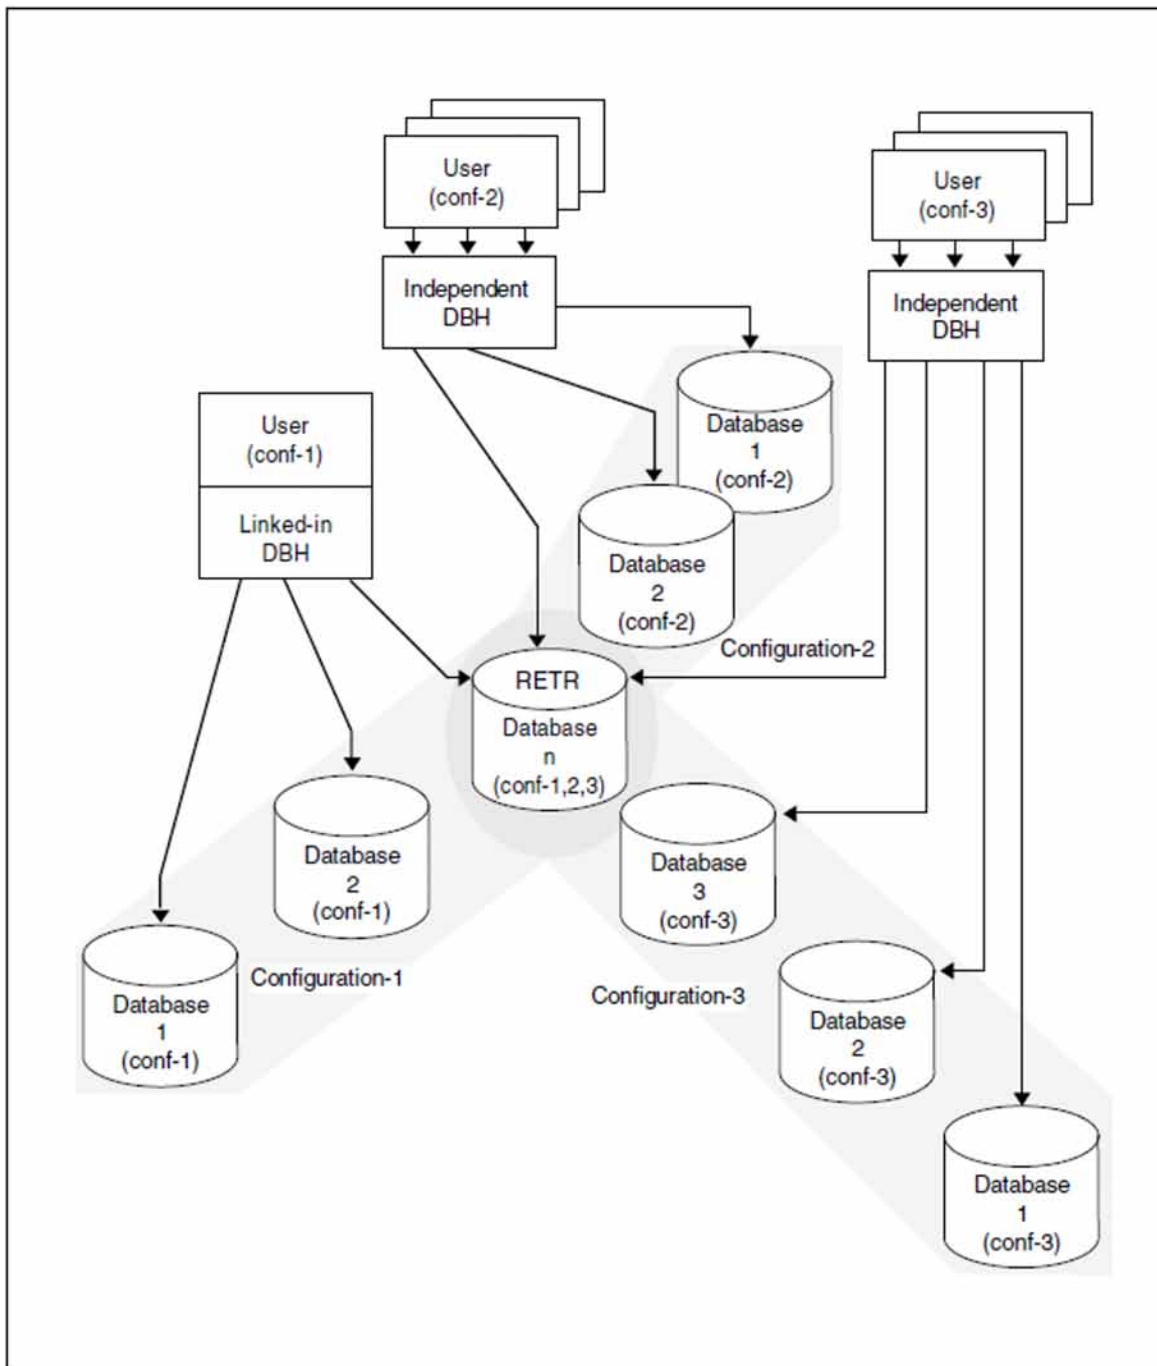 User
(conf-2)
User
(conf-3)
Independent
DBH
Independent
DBH
User
(conf-1)
Linked-in
DBH
Database
1
(conf-2)
Database
2
(conf-2)
Configuration-2
RETR
Database
n
(conf-1,2,3)
Database
2
(conf-1)
Database
3
(conf-3)
Database
1
(conf-1)
Configuration-1
Configuration-3
Database
2
(conf-3)
Database
1
(conf-3)